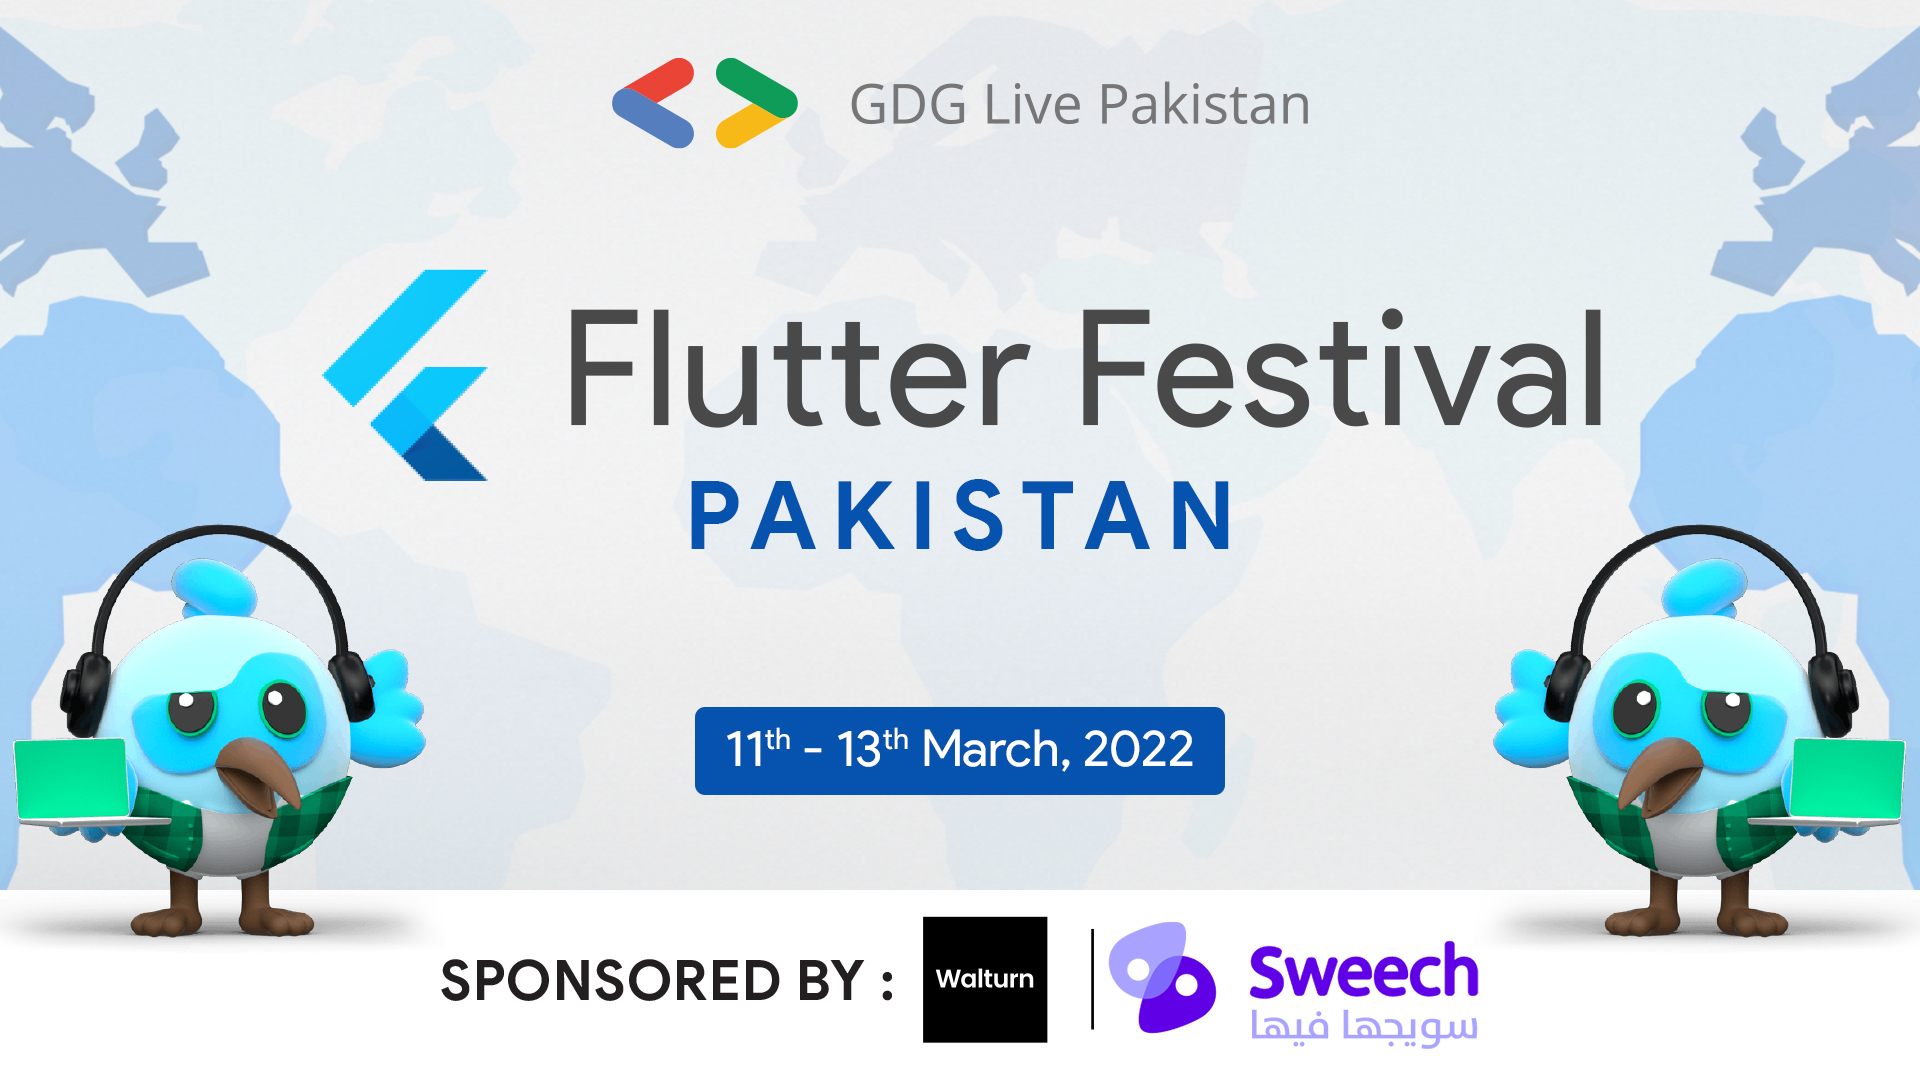 GDG Live Pakistan
Flutter Festival
PAKISTAN
11th - 13th March, 2022
SPONSORED BY :
Walturn
Sweech
سويجها فيها